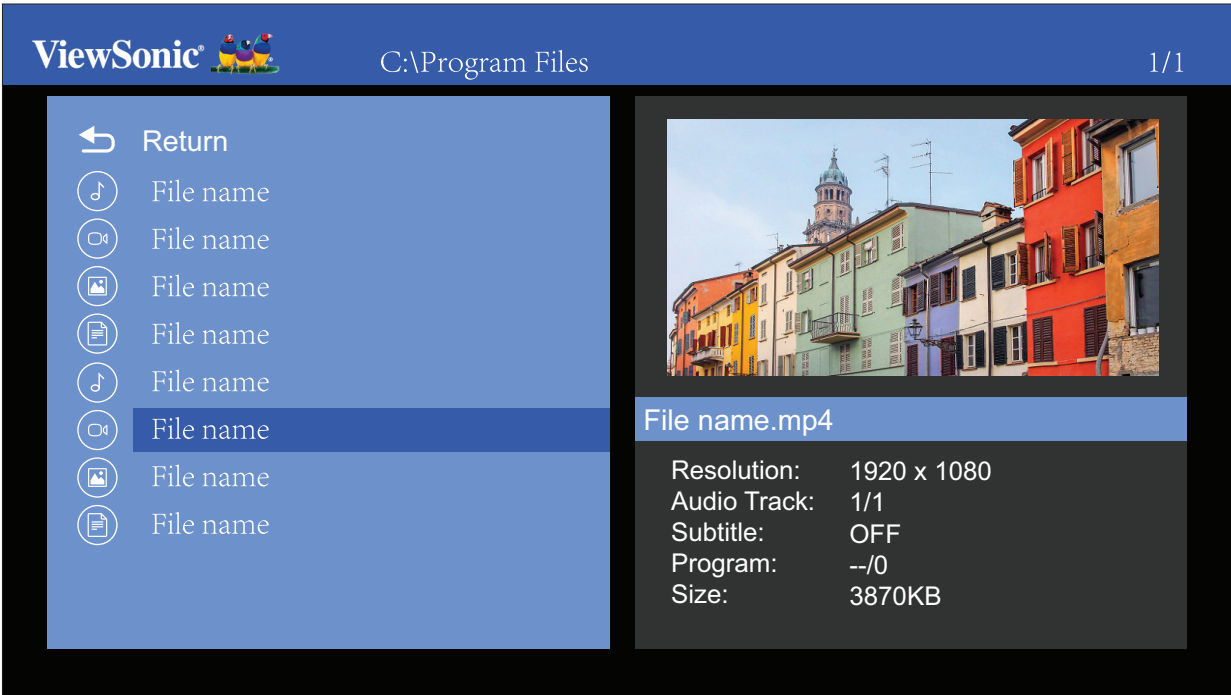 ViewSonic®
C:\Program Files
1/1
Return
File name
File name
File name
File name
File name
File name
File name
File name
File name.mp4
Resolution: 1920 x 1080
Audio Track: 1/1
Subtitle: OFF
Program: --/0
Size: 3870KB